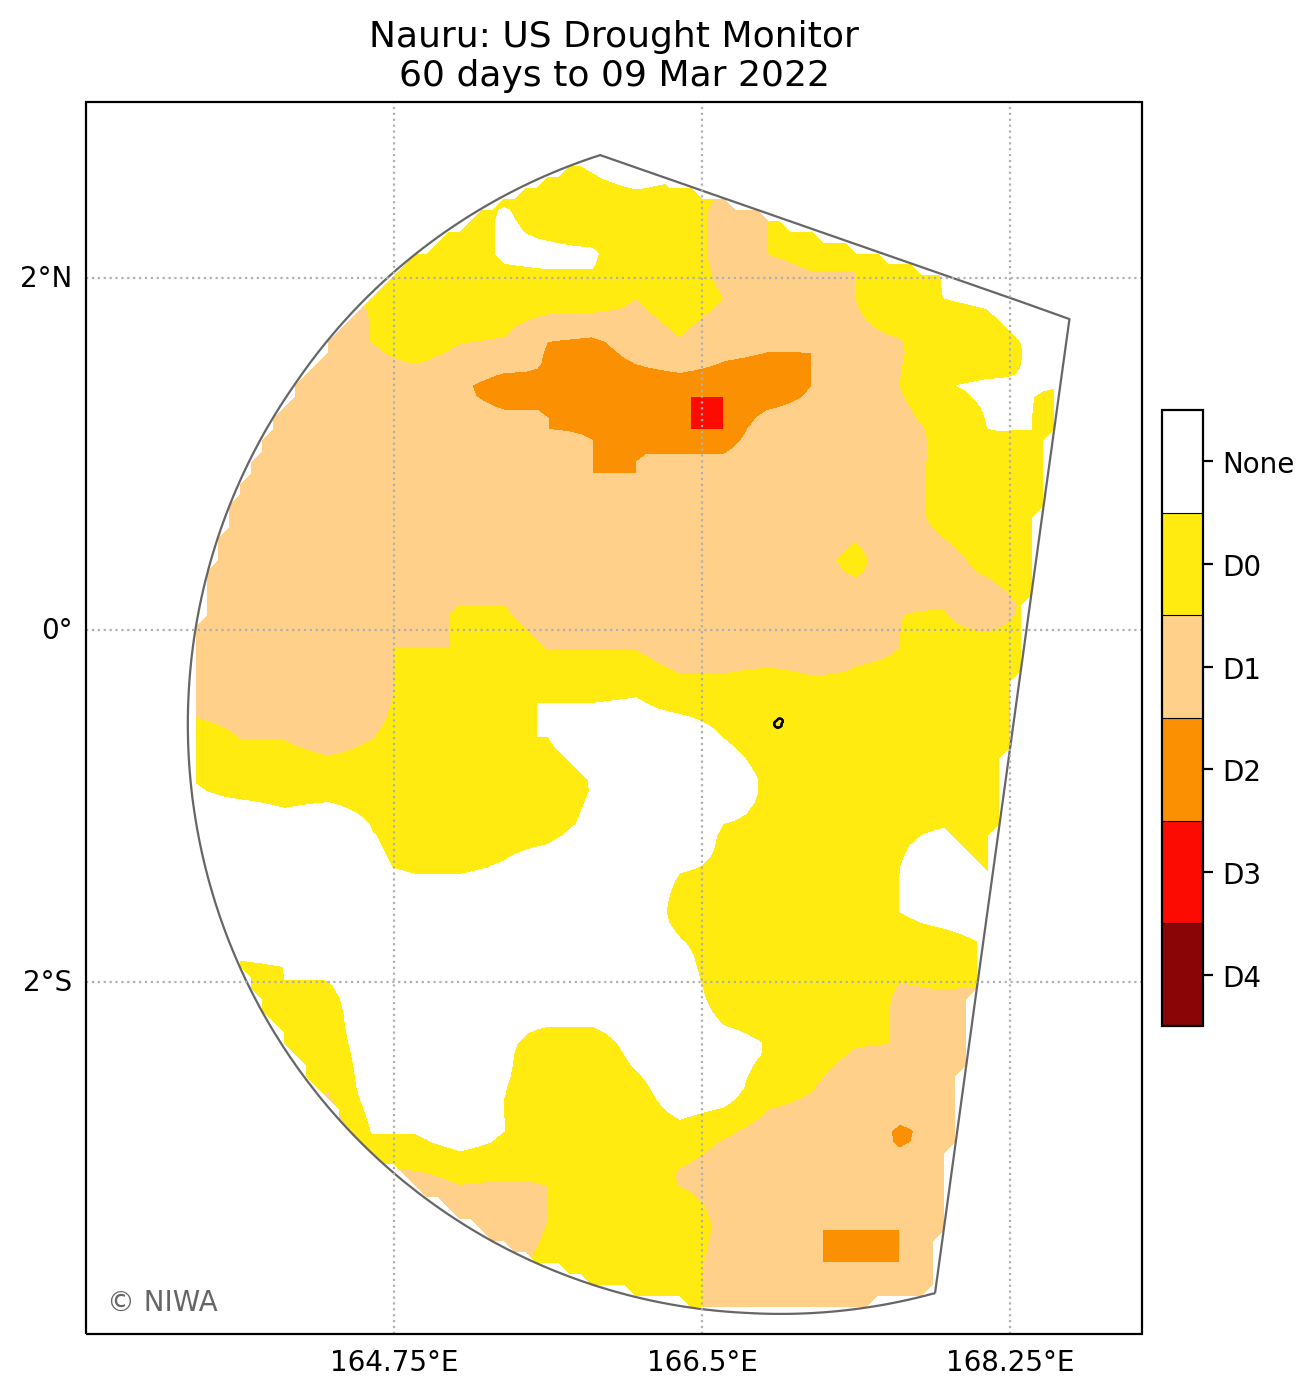 Nauru: US Drought Monitor
60 days to 09 Mar 2022
2°N
0°
2°S
164.75°E
166.5°E
168.25°E
None
D0
D1
D2
D3
D4
© NIWA